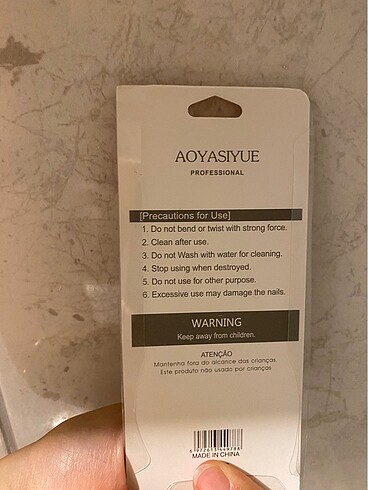 AOYASIYUE
PROFESSIONAL
[Precautions for Use]
1. Do not bend or twist with strong force.
2. Clean after use.
3. Do not Wash with water for cleaning.
4. Stop using when destroyed.
5. Do not use for other purpose.
6. Excessive use may damage the nails.
WARNING
Keep away from children.
ATENÇÃO
Mantenha fora do alcance das crianças.
Este produto não usado por crianças
MADE IN CHINA